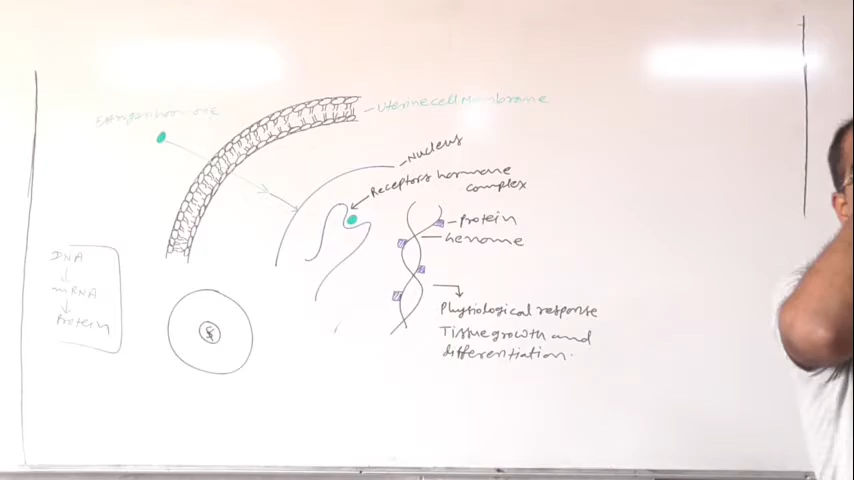 Estrogen hormone
Uterine cell Membrane
Nucleus
Receptors hormone
complex
Protein
Genome
DNA
mRNA
Protein
Physiological response
Tissue growth and
differentiation.